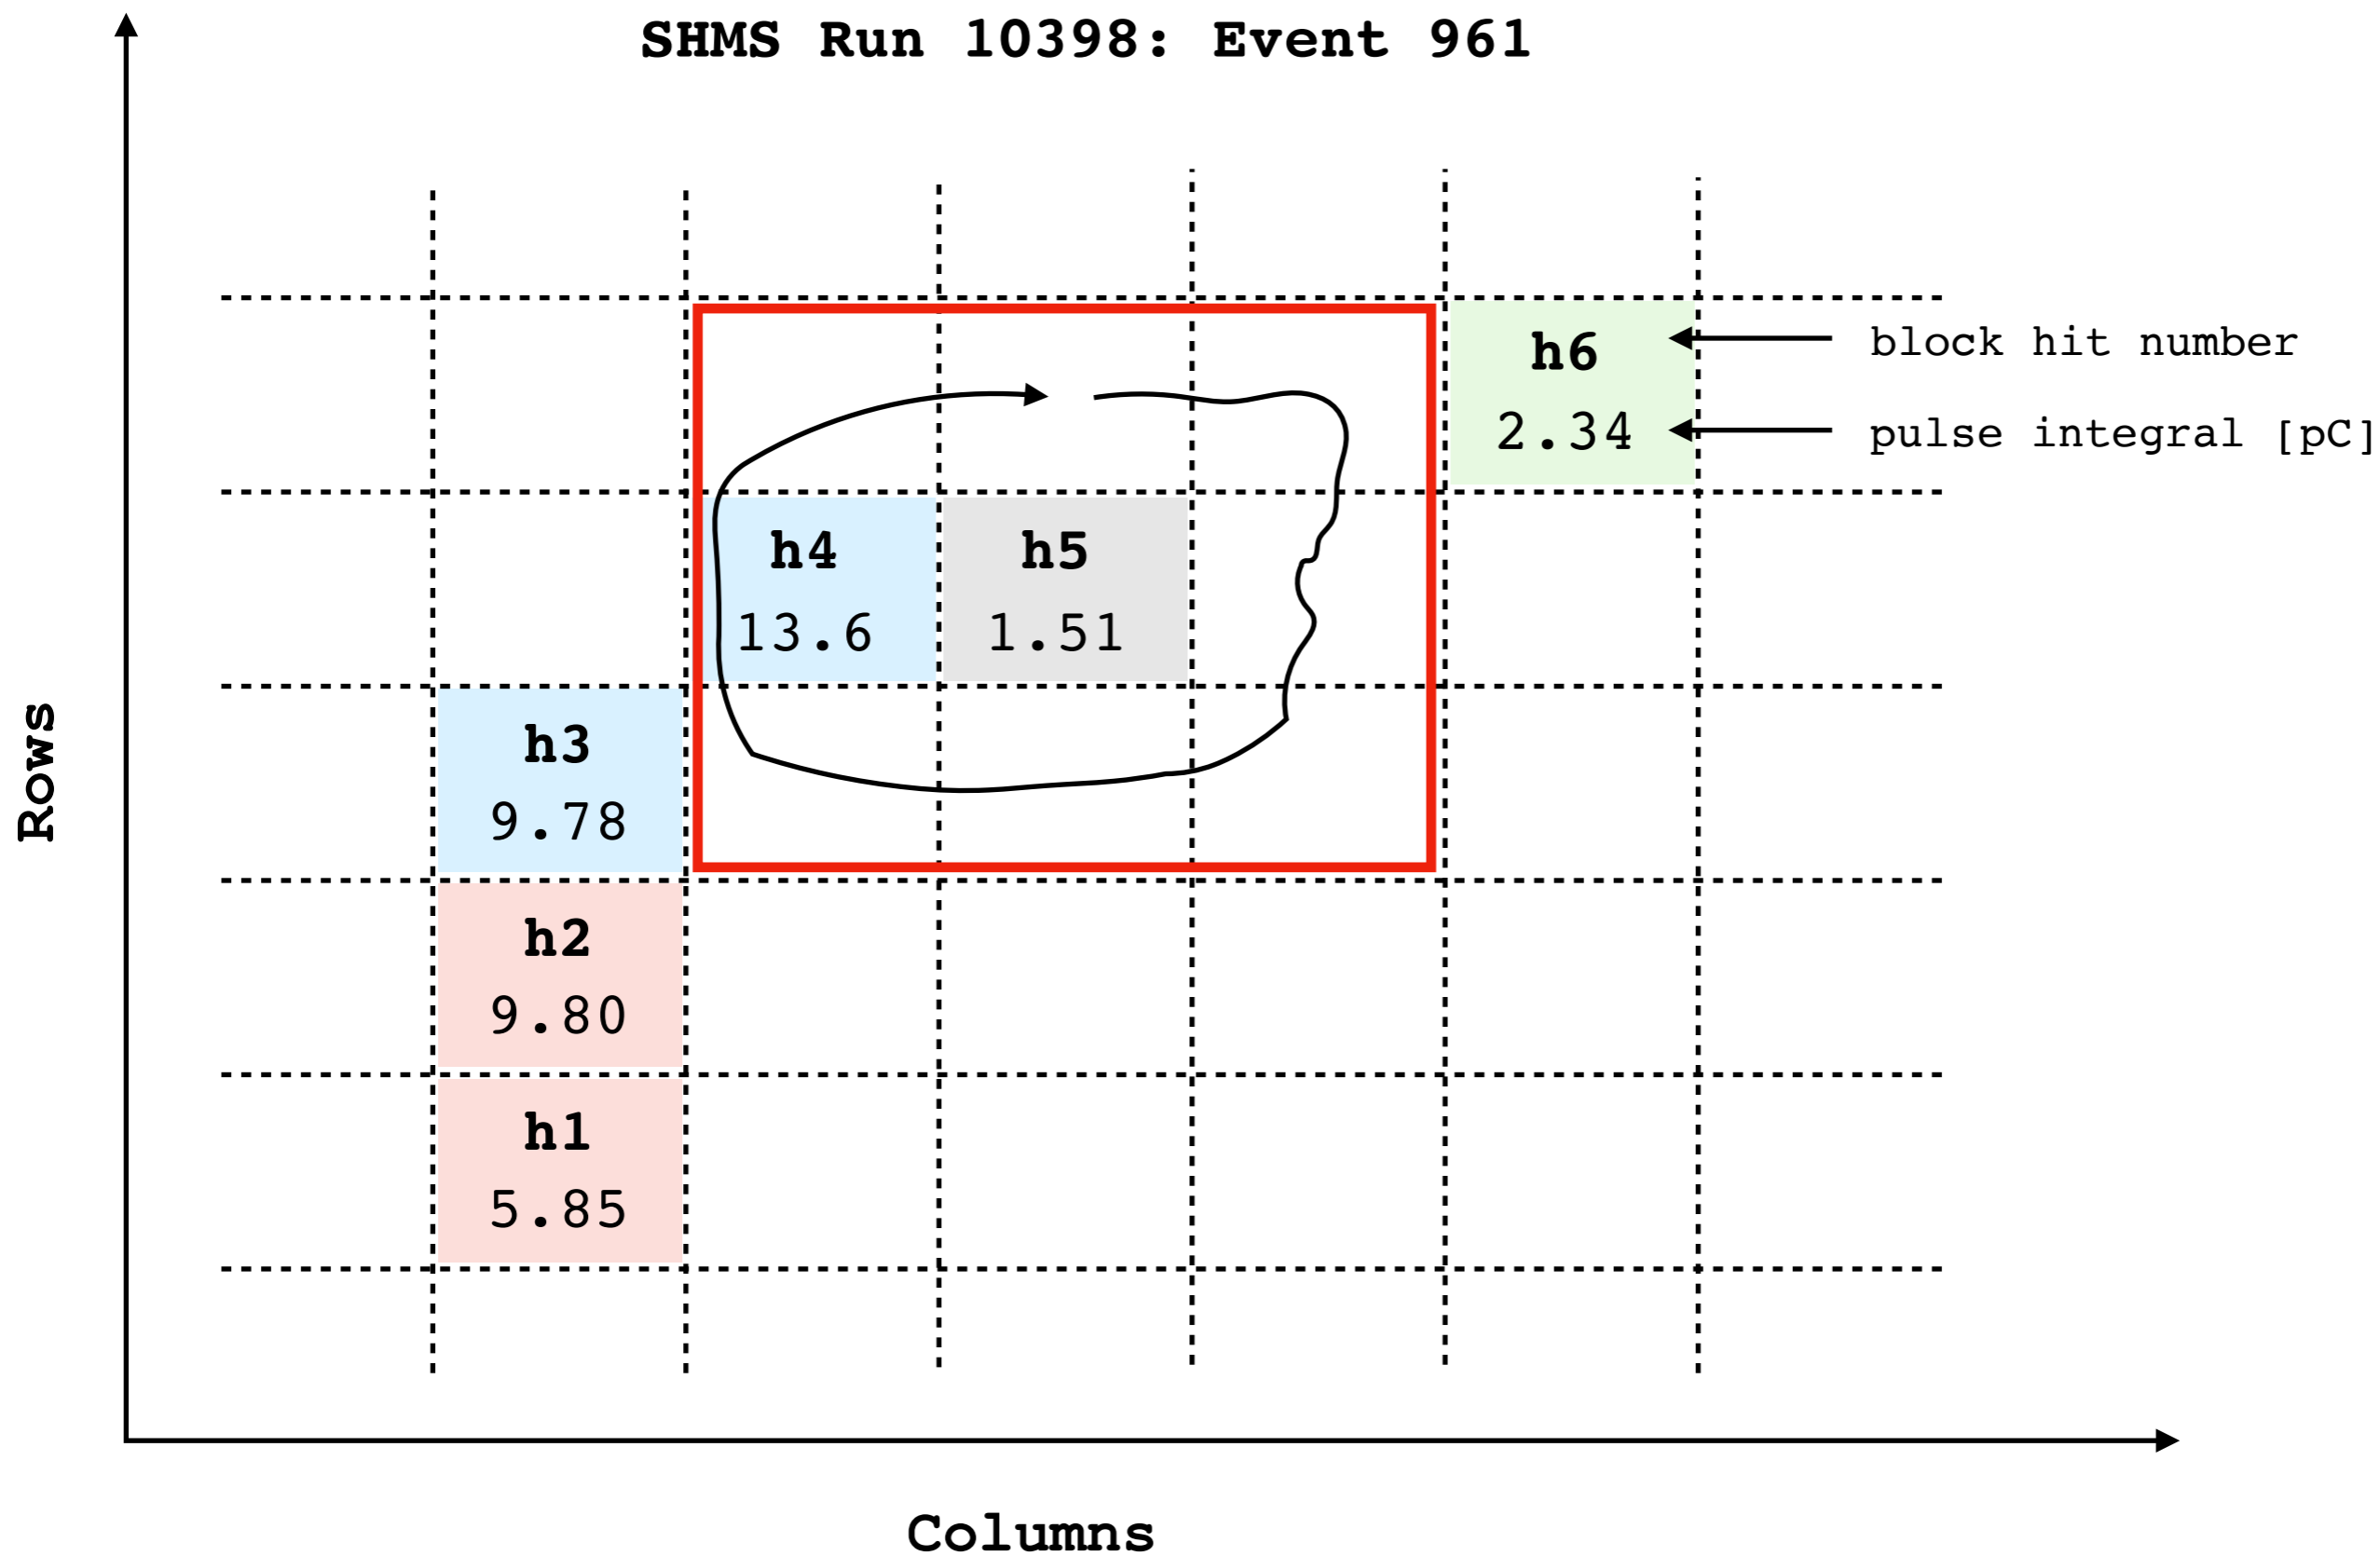 SHMS Run 10398: Event 961
h6
block hit number
2.34
pulse integral [pC]
h4
h5
13.6
1.51
h3
9.78
h2
9.80
h1
5.85
Rows
Columns